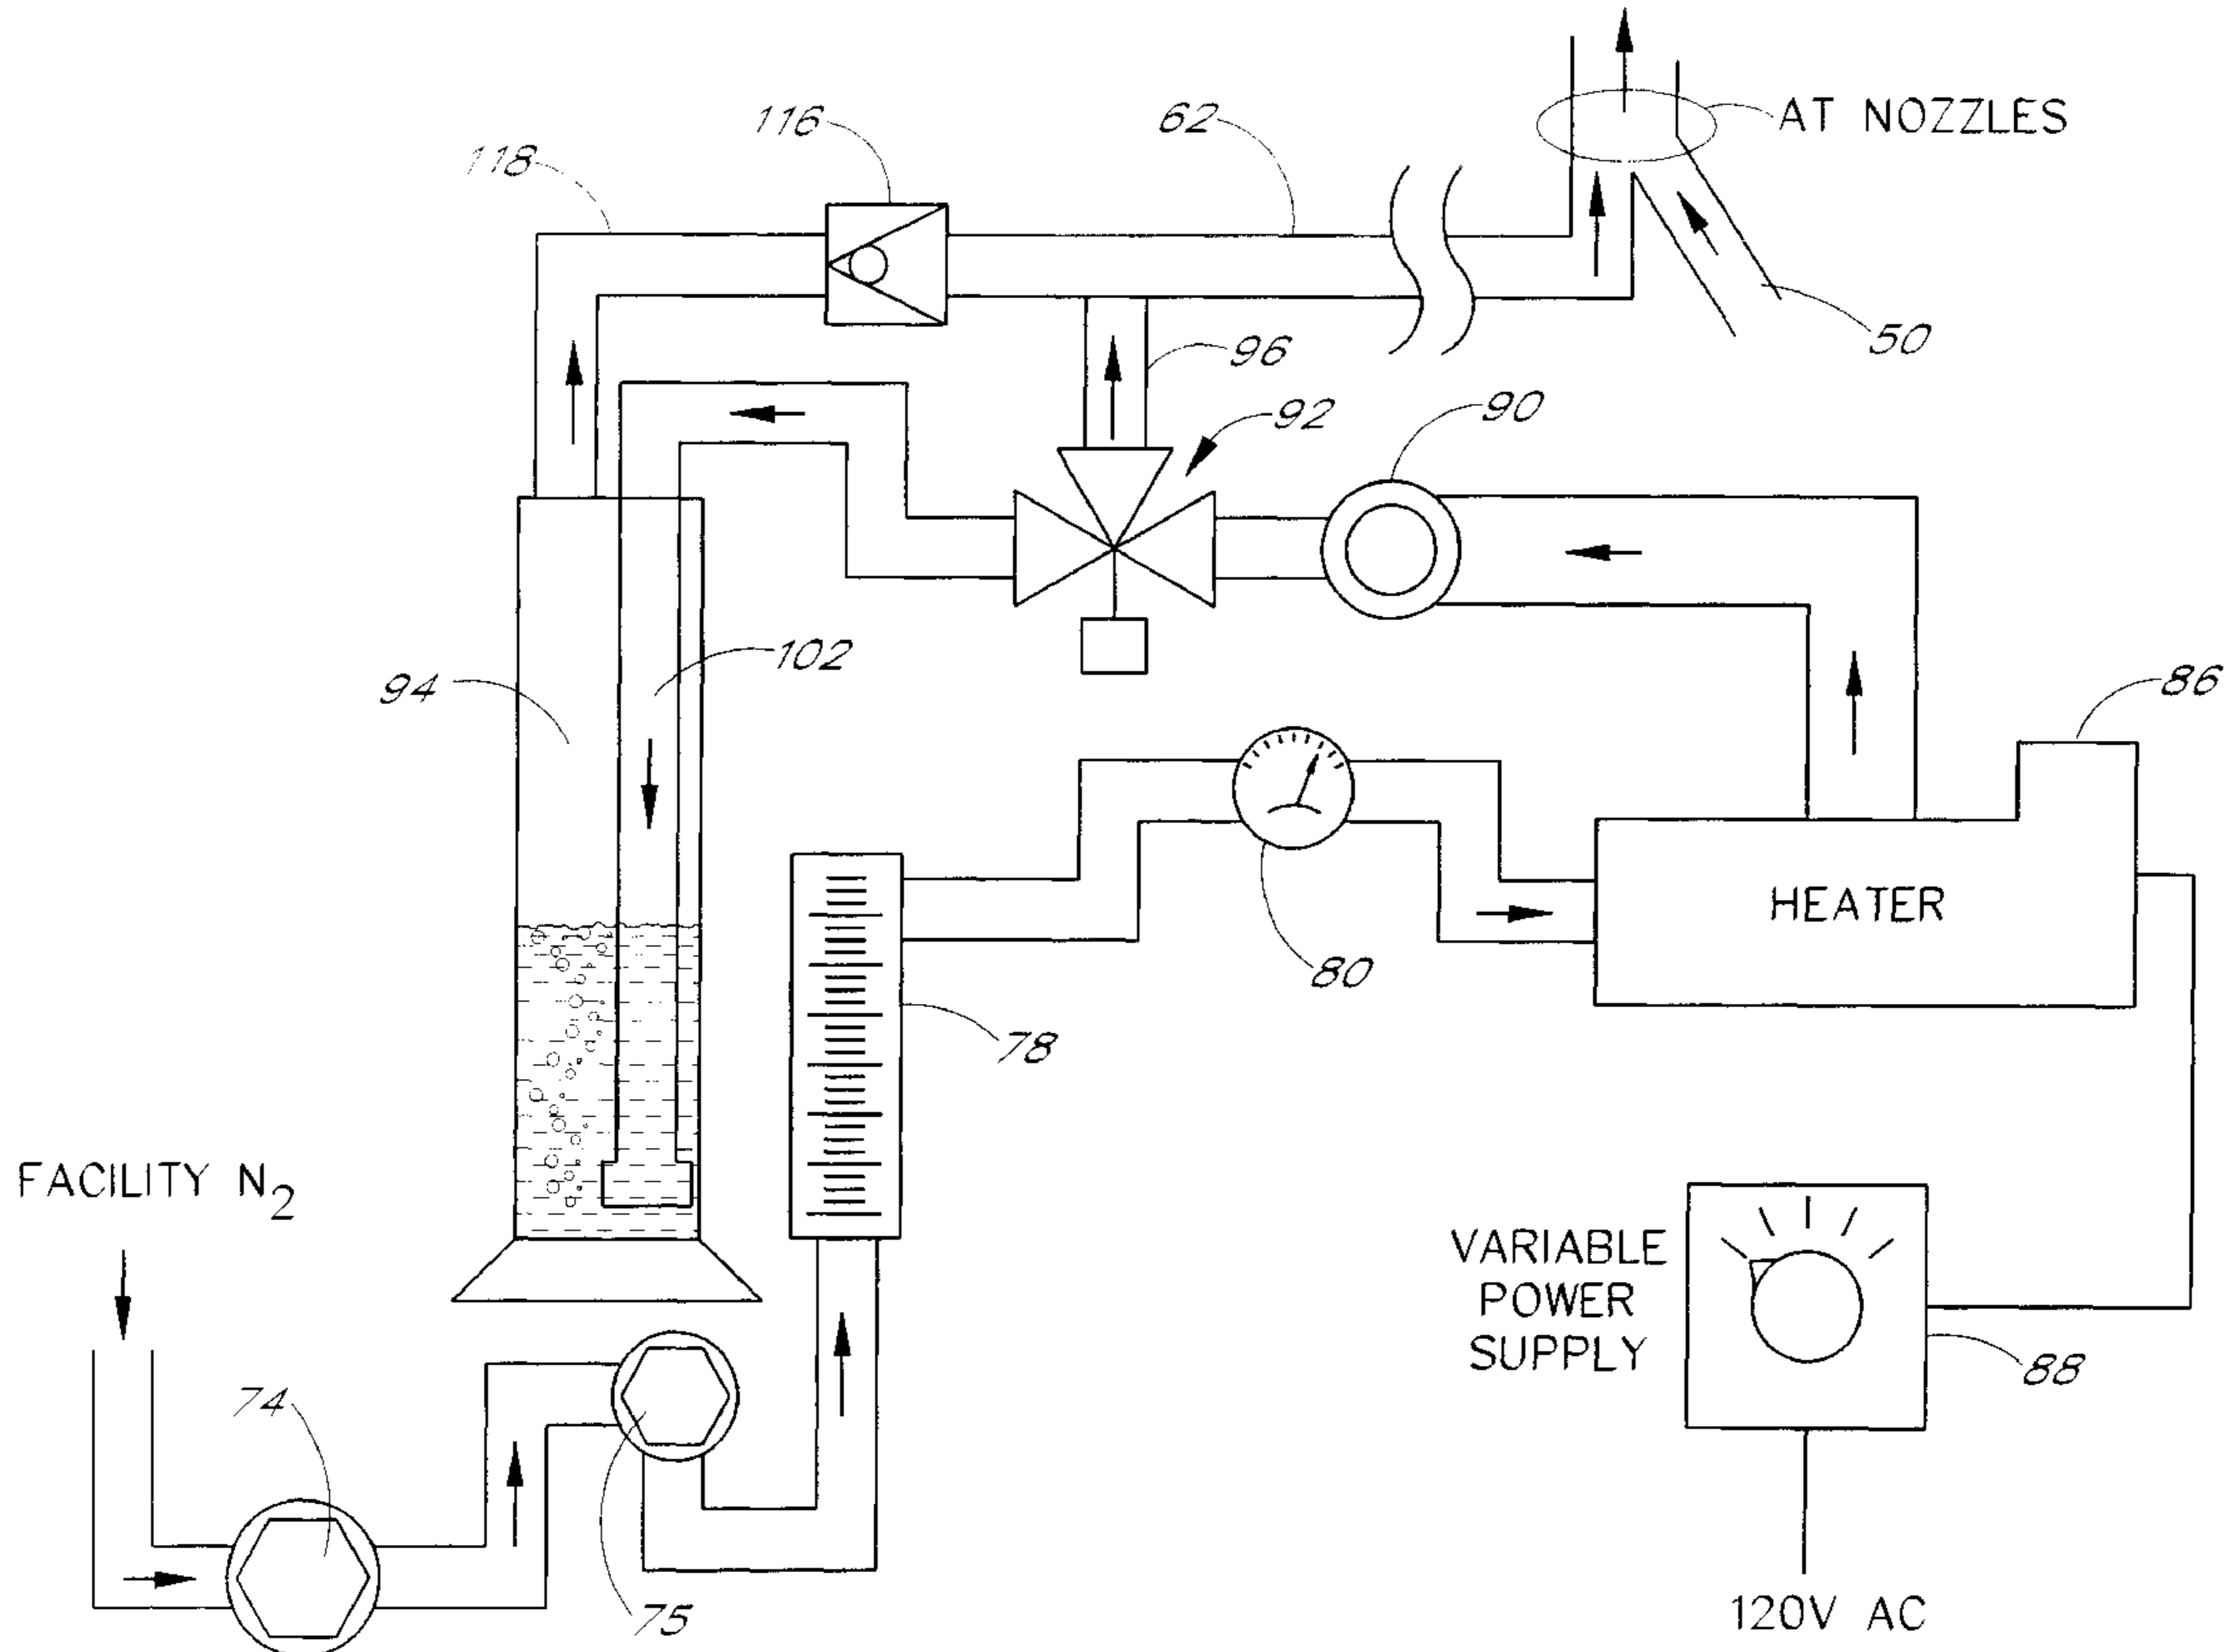 116
62
AT NOZZLES
118
50
96
92
90
102
94
86
HEATER
80
78
FACILITY N₂
VARIABLE
POWER
SUPPLY
88
74
75
120V AC